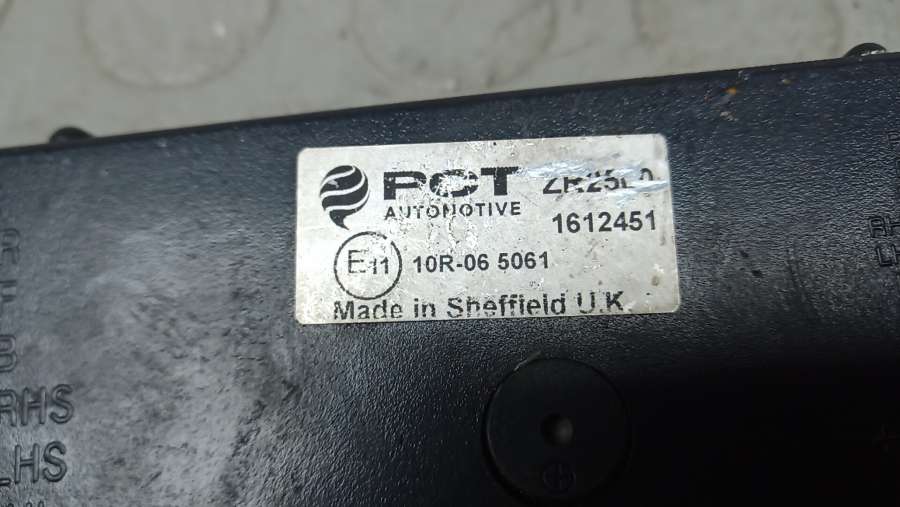 PCT
AUTOMOTIVE
1612451
E11
10R-06 5061
Made in Sheffield U.K.
RHS
LHS